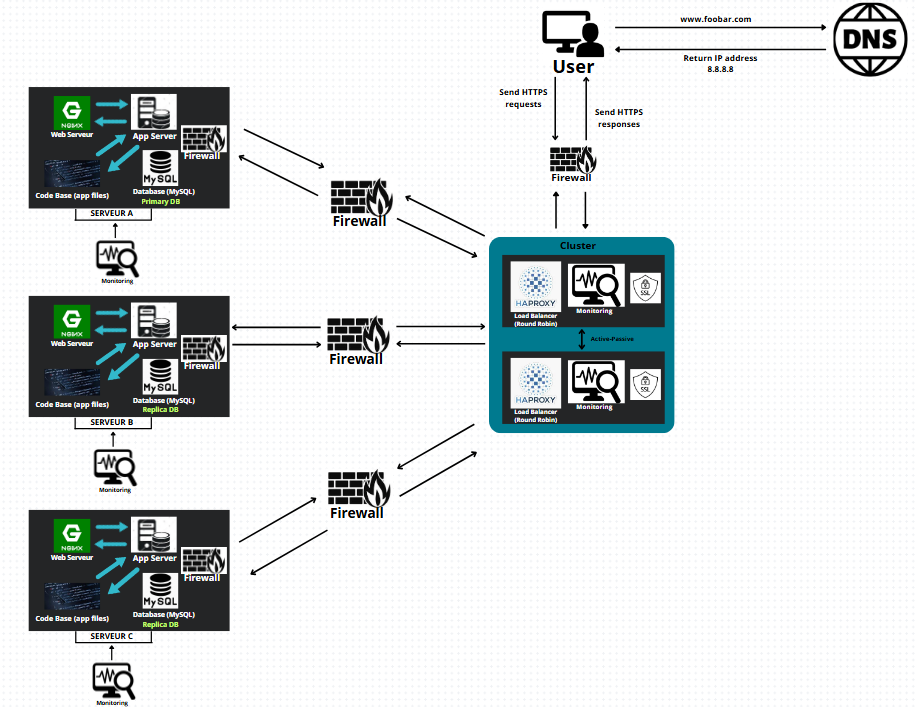 www.foobar.com
DNS
Return IP address
8.8.8.8
User
Send HTTPS
requests
Send HTTPS
responses
Firewall
NGINX
Web Serveur
App Server
Firewall
MySQL
Code Base (app files)
Database (MySQL)
Primary DB
SERVEUR A
Monitoring
Firewall
Cluster
HAPROXY
Load Balancer
(Round Robin)
Monitoring
SSL
Active-Passive
HAPROXY
Load Balancer
(Round Robin)
Monitoring
SSL
NGINX
Web Serveur
App Server
Firewall
MySQL
Code Base (app files)
Database (MySQL)
Replica DB
SERVEUR B
Monitoring
Firewall
NGINX
Web Serveur
App Server
Firewall
MySQL
Code Base (app files)
Database (MySQL)
Replica DB
SERVEUR C
Monitoring
Firewall